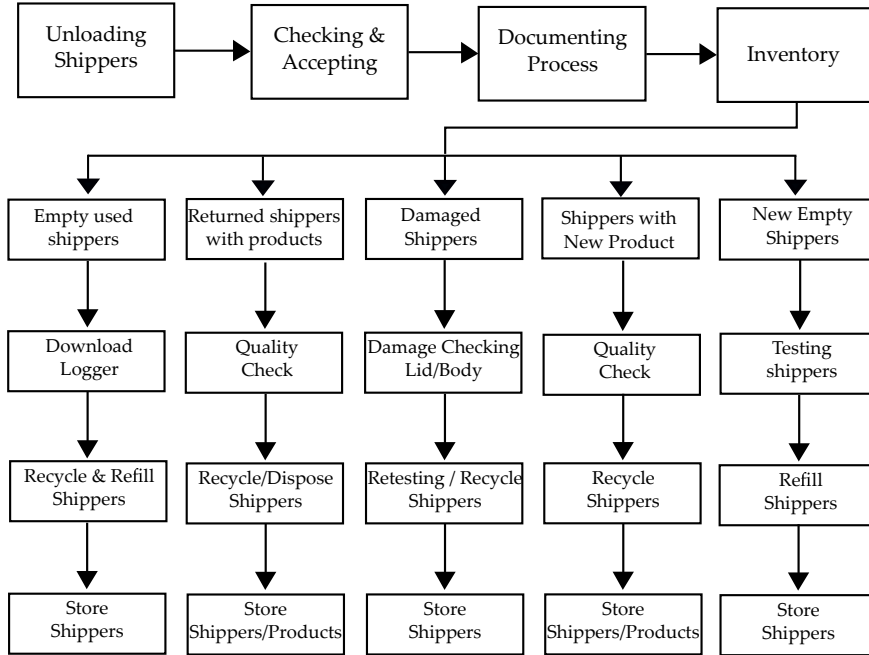 Unloading
Shippers
Checking &
Accepting
Documenting
Process
Inventory
Empty used
shippers
Returned shippers
with products
Damaged
Shippers
Shippers with
New Product
New Empty
Shippers
Download
Logger
Quality
Check
Damage Checking
Lid/Body
Quality
Check
Testing
shippers
Recycle & Refill
Shippers
Recycle/Dispose
Shippers
Retesting / Recycle
Shippers
Recycle
Shippers
Refill
Shippers
Store
Shippers
Store
Shippers/Products
Store
Shippers
Store
Shippers/Products
Store
Shippers